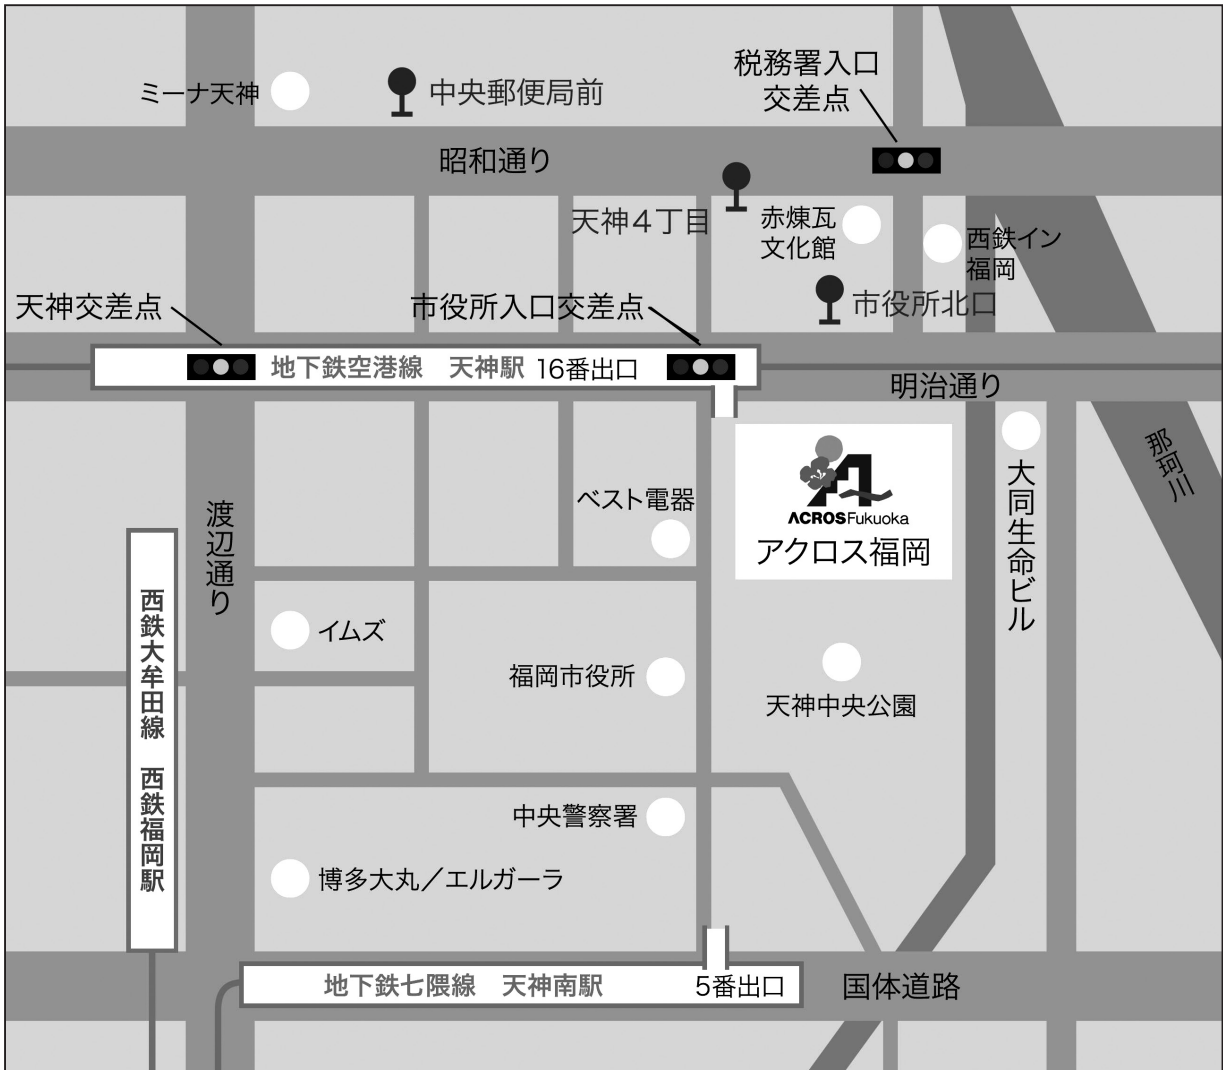 税務署入口
交差点
ミーナ天神
中央郵便局前
昭和通り
天神4丁目
赤煉瓦
文化館
西鉄イン
福岡
天神交差点
市役所入口交差点
市役所北口
地下鉄空港線 天神駅 16番出口
明治通り
那珂川
大同生命ビル
ベスト電器
ACROS Fukuoka
アクロス福岡
渡辺通り
西鉄大牟田線 西鉄福岡駅
イムズ
福岡市役所
天神中央公園
中央警察署
博多大丸／エルガーラ
地下鉄七隈線 天神南駅 5番出口
国体道路